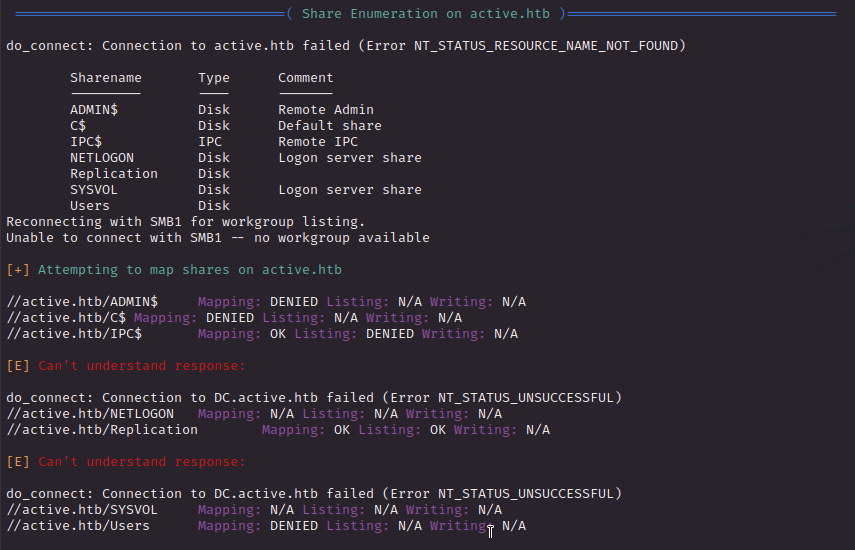 ( Share Enumeration on active.htb )
do_connect: Connection to active.htb failed (Error NT_STATUS_RESOURCE_NAME_NOT_FOUND)
Sharename Type Comment
--------- ---- -------
ADMIN$ Disk Remote Admin
C$ Disk Default share
IPC$ IPC Remote IPC
NETLOGON Disk Logon server share
Replication Disk
SYSVOL Disk Logon server share
Users Disk
Reconnecting with SMB1 for workgroup listing.
Unable to connect with SMB1 -- no workgroup available
[+] Attempting to map shares on active.htb
//active.htb/ADMIN$ Mapping: DENIED Listing: N/A Writing: N/A
//active.htb/C$ Mapping: DENIED Listing: N/A Writing: N/A
//active.htb/IPC$ Mapping: OK Listing: DENIED Writing: N/A
[E] Can't understand response:
do_connect: Connection to DC.active.htb failed (Error NT_STATUS_UNSUCCESSFUL)
//active.htb/NETLOGON Mapping: N/A Listing: N/A Writing: N/A
//active.htb/Replication Mapping: OK Listing: OK Writing: N/A
[E] Can't understand response:
do_connect: Connection to DC.active.htb failed (Error NT_STATUS_UNSUCCESSFUL)
//active.htb/SYSVOL Mapping: N/A Listing: N/A Writing: N/A
//active.htb/Users Mapping: DENIED Listing: N/A Writing: N/A